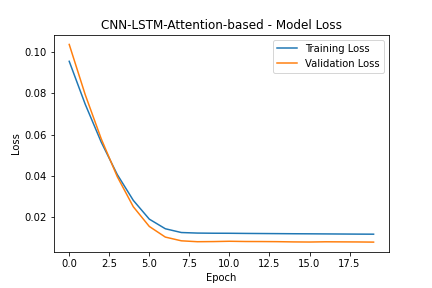 CNN-LSTM-Attention-based - Model Loss
Training Loss
Validation Loss
0.10
0.08
0.06
0.04
0.02
Loss
0.0 2.5 5.0 7.5 10.0 12.5 15.0 17.5
Epoch